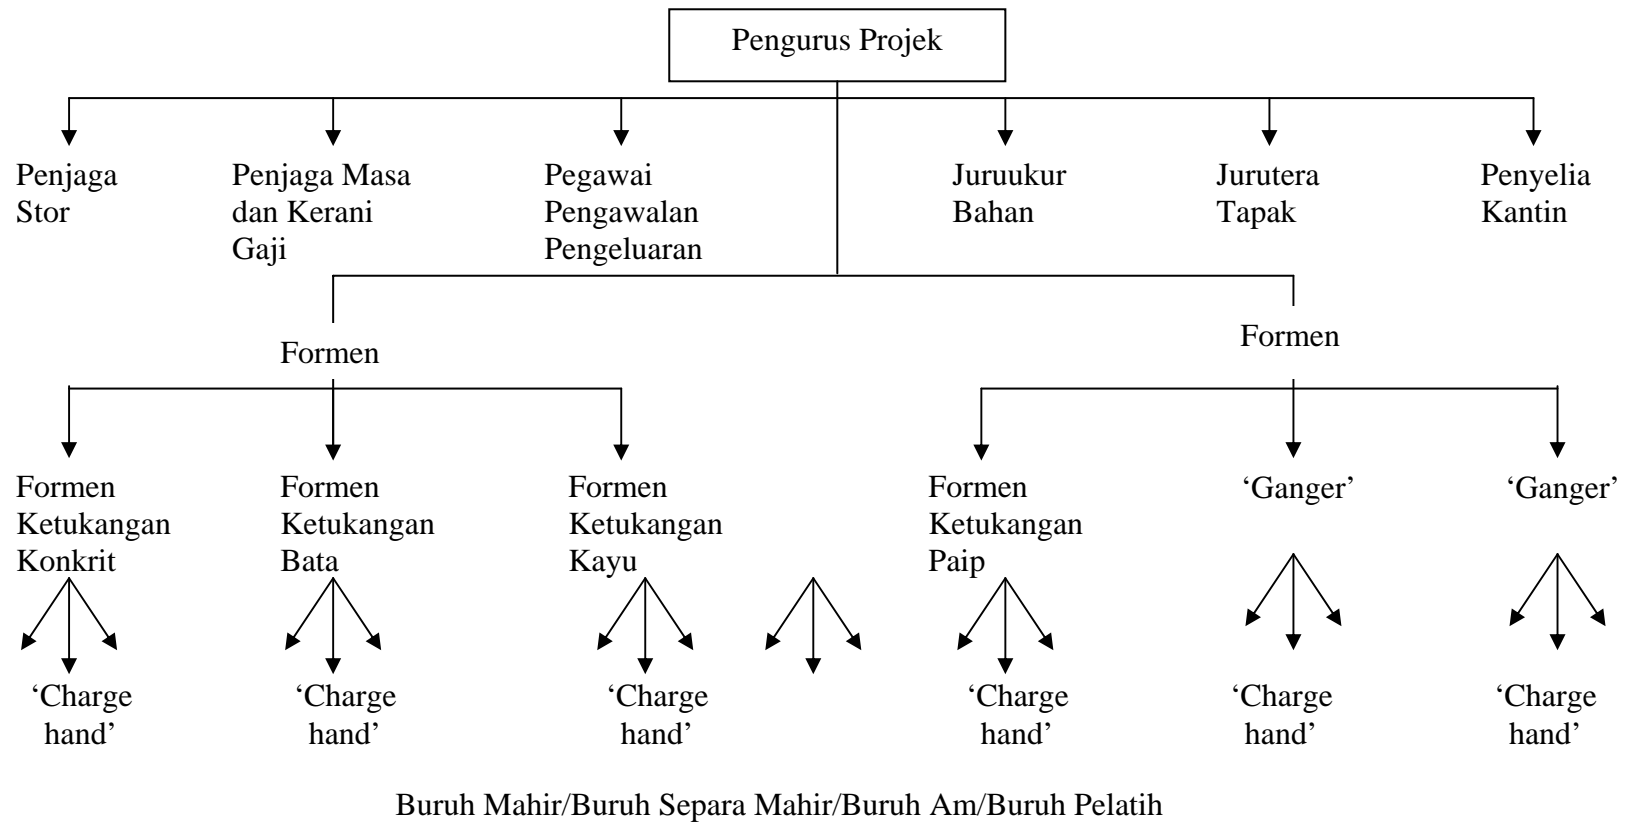 Pengurus Projek
Penjaga
Stor
Penjaga Masa
dan Kerani
Gaji
Pegawai
Pengawalan
Pengeluaran
Juruukur
Bahan
Jurutera
Tapak
Penyelia
Kantin
Formen
Formen
Formen
Ketukangan
Konkrit
Formen
Ketukangan
Bata
Formen
Ketukangan
Kayu
Formen
Ketukangan
Paip
‘Ganger’
‘Ganger’
‘Charge
hand’
‘Charge
hand’
‘Charge
hand’
‘Charge
hand’
‘Charge
hand’
‘Charge
hand’
Buruh Mahir/Buruh Separa Mahir/Buruh Am/Buruh Pelatih